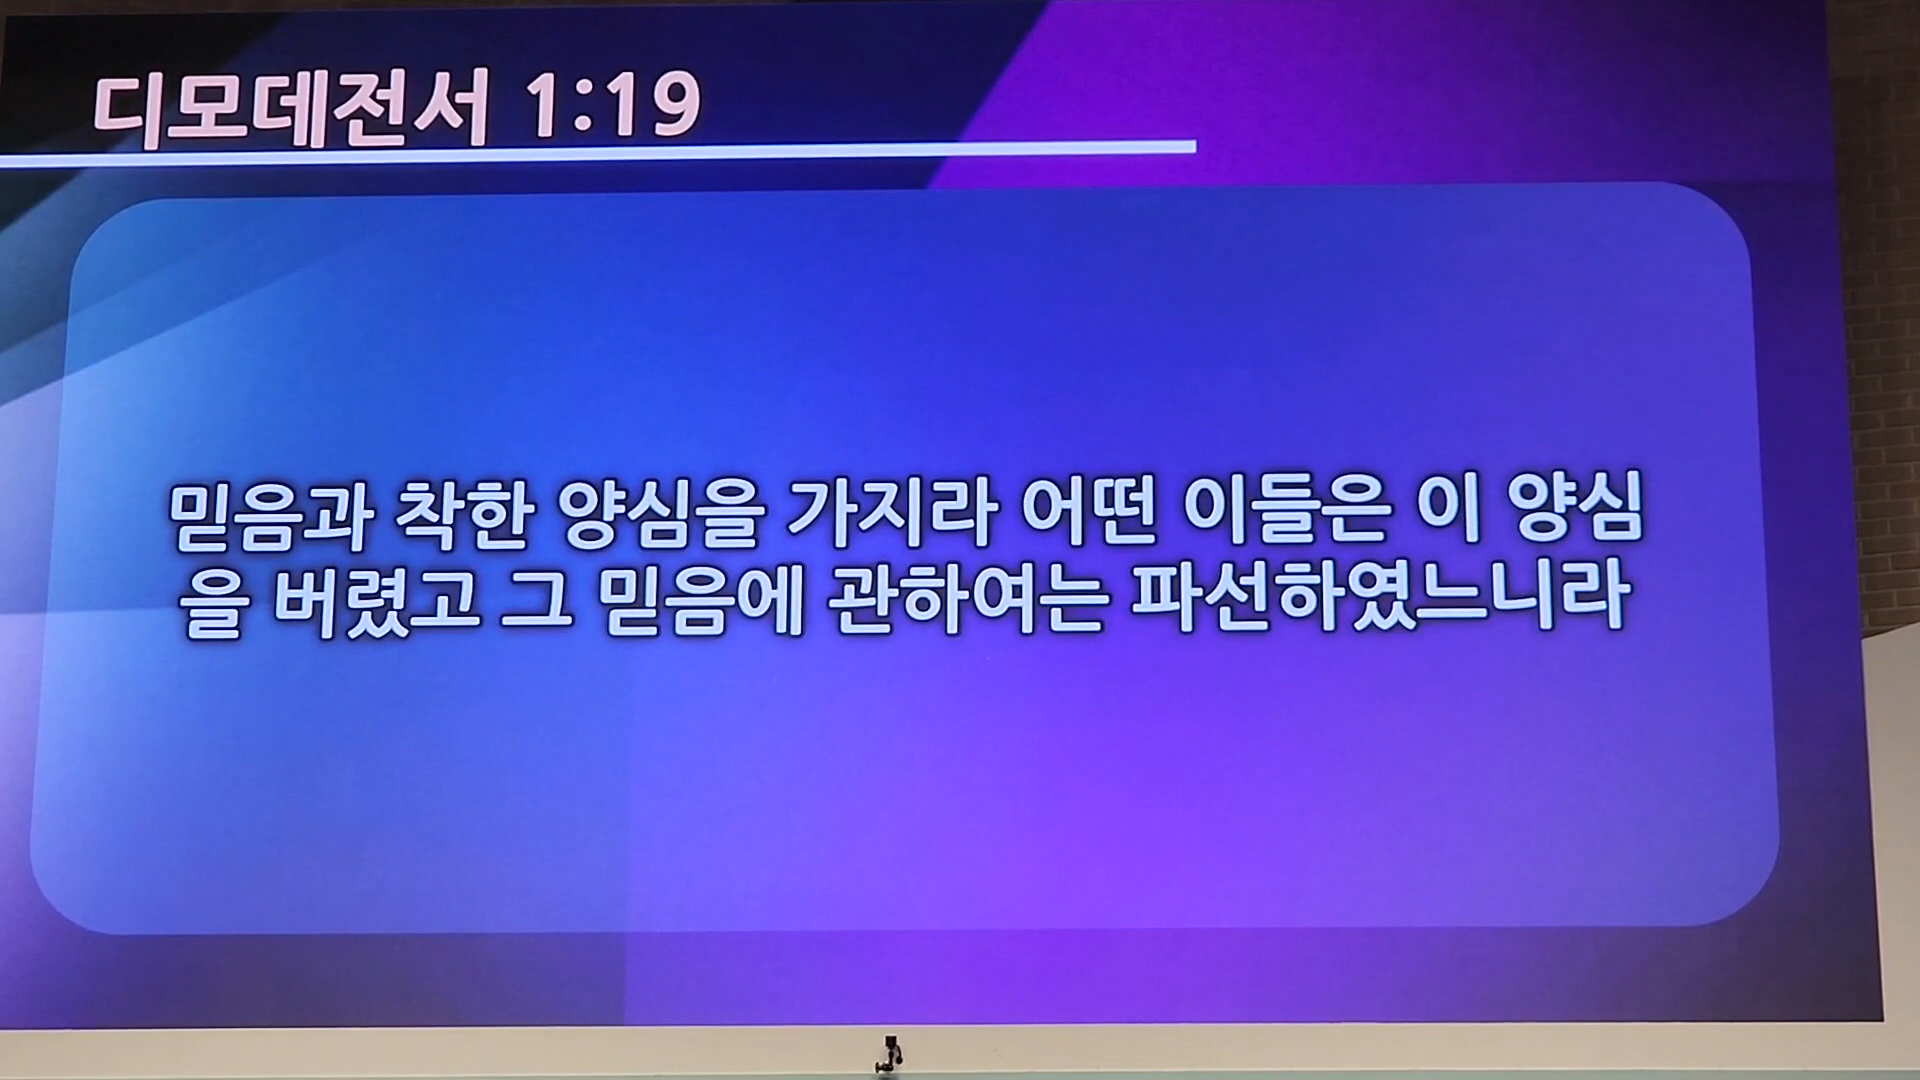 디모데전서 1:19
믿음과 착한 양심을 가지라 어떤 이들은 이 양심
을 버렸고 그 믿음에 관하여는 파선하였느니라